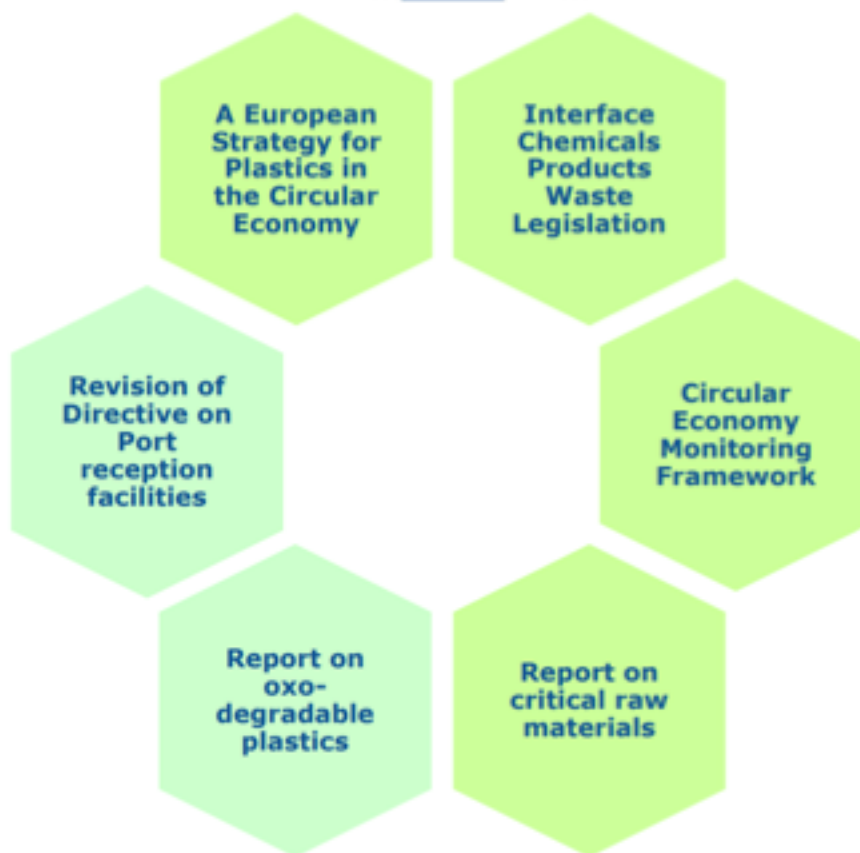 A European
Strategy for
Plastics in
the Circular
Economy
Interface
Chemicals
Products
Waste
Legislation
Revision of
Directive on
Port
reception
facilities
Circular
Economy
Monitoring
Framework
Report on
oxo-
degradable
plastics
Report on
critical raw
materials